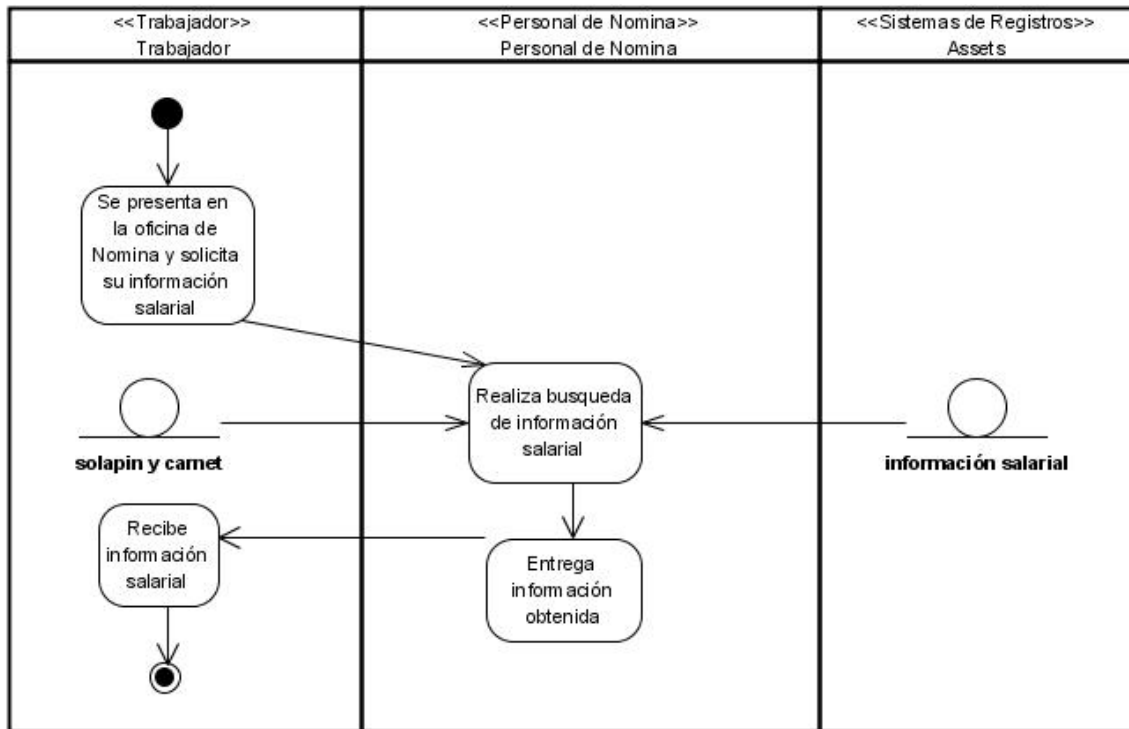 <<Trabajador>>
Trabajador
<<Personal de Nomina>>
Personal de Nomina
<<Sistemas de Registros>>
Assets
Se presenta en
la oficina de
Nomina y solicita
su información
salarial
Realiza busqueda
de información
salarial
solapin y carnet
información salarial
Recibe
información
salarial
Entrega
información
obtenida